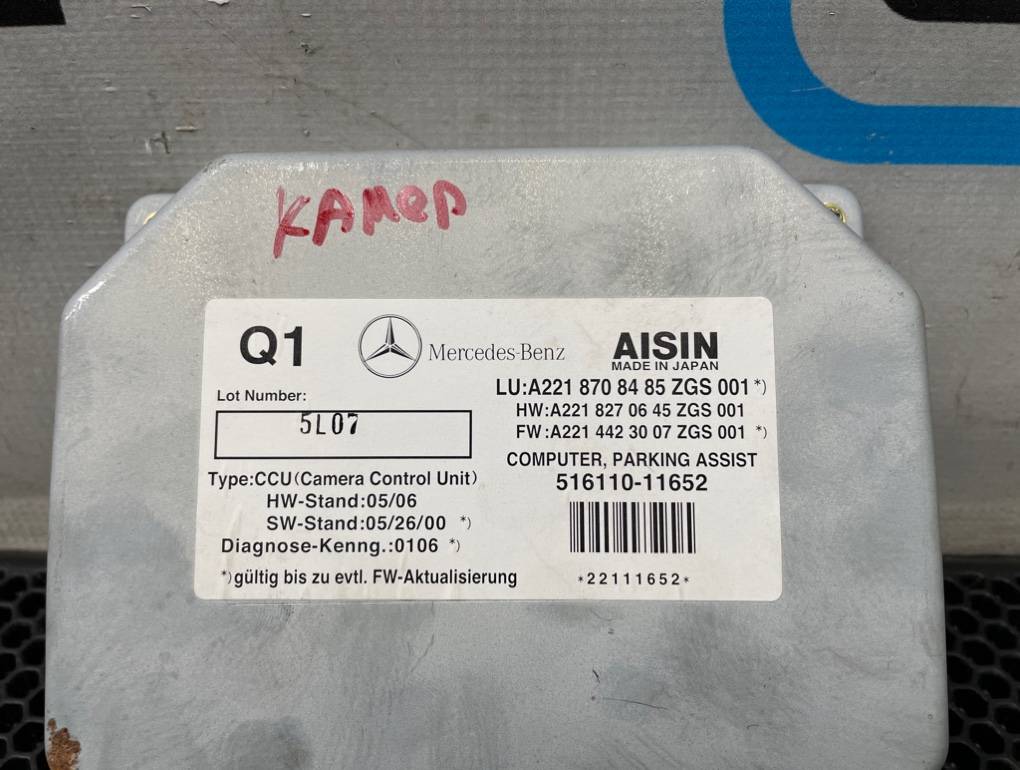 КАМЕР
Q1
Mercedes-Benz
AISIN
MADE IN JAPAN
LU:A221 870 84 85 ZGS 001 *)
HW:A221 827 06 45 ZGS 001
FW:A221 442 30 07 ZGS 001 *)
Lot Number:
5L07
COMPUTER, PARKING ASSIST
516110-11652
Type:CCU(Camera Control Unit)
HW-Stand:05/06
SW-Stand:05/26/00 *)
Diagnose-Kenng.:0106 *)
*)gültig bis zu evtl. FW-Aktualisierung
*22111652*